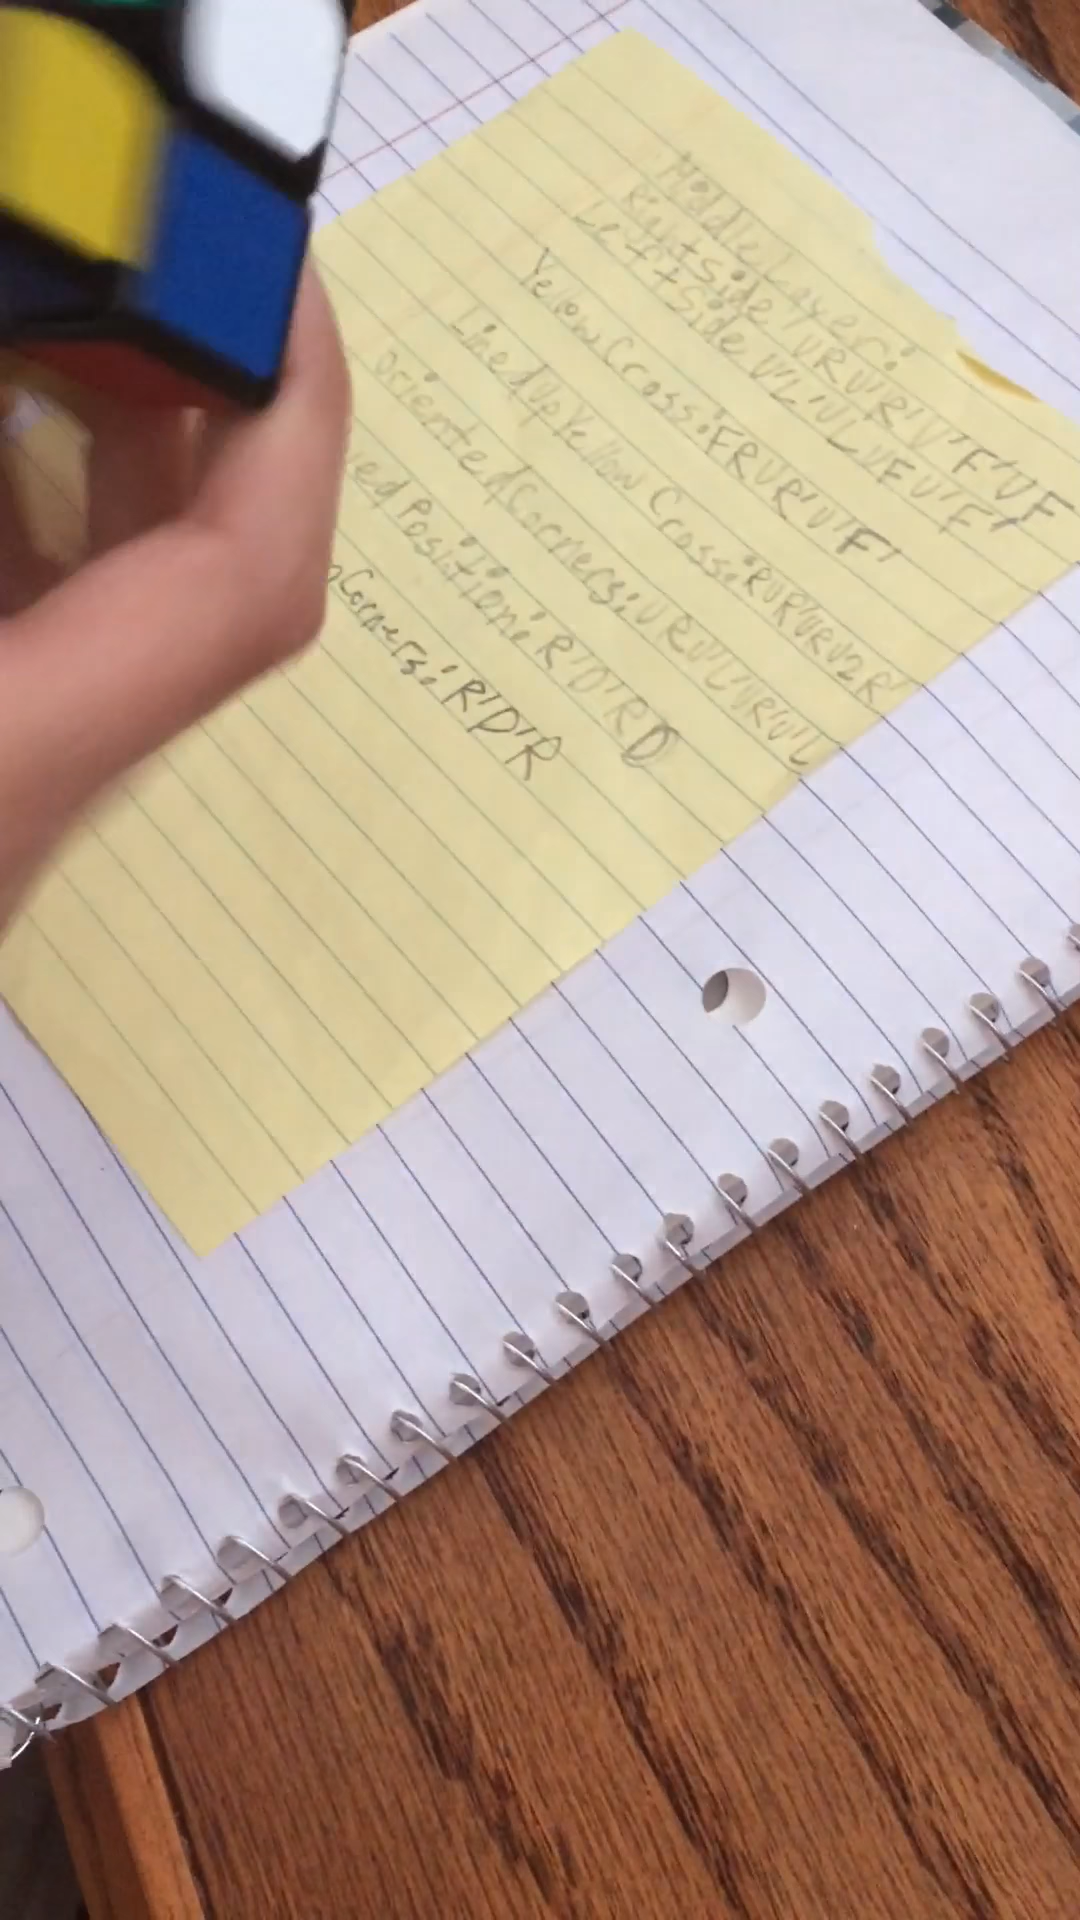 Middle Layer:
Right Side URU'R'U'F'UF
Left Side U'L'ULUFU'F'
Yellow Cross: FRUR'U'F'
Lined Up Yellow Cross: RUR'URU2R'
Oriented Corners: URU'L'UR'U'L
Position: R'D'RD
Corners: R'D'R